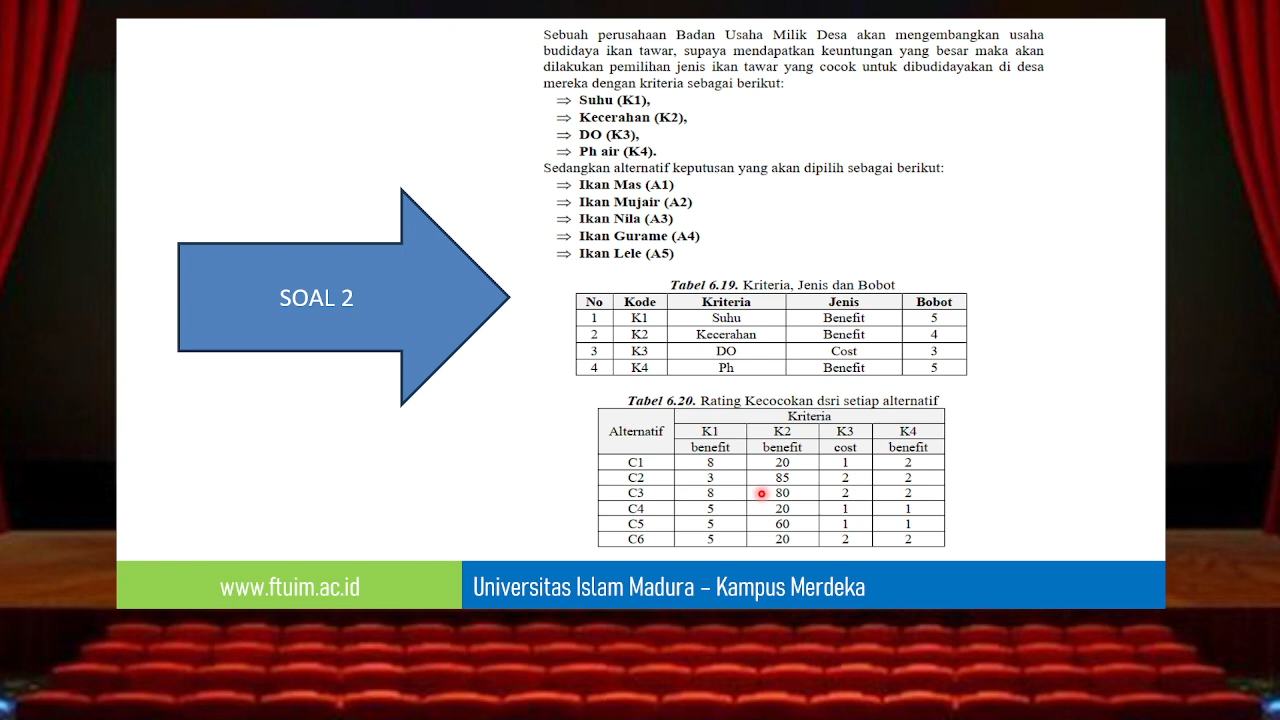 Sebuah perusahaan Badan Usaha Milik Desa akan mengembangkan usaha
budidaya ikan tawar, supaya mendapatkan keuntungan yang besar maka akan
dilakukan pemilihan jenis ikan tawar yang cocok untuk dibudidayakan di desa
mereka dengan kriteria sebagai berikut:
⇒ Suhu (K1),
⇒ Kecerahan (K2),
⇒ DO (K3),
⇒ Ph air (K4).
Sedangkan alternatif keputusan yang akan dipilih sebagai berikut:
⇒ Ikan Mas (A1)
⇒ Ikan Mujair (A2)
⇒ Ikan Nila (A3)
⇒ Ikan Gurame (A4)
⇒ Ikan Lele (A5)
SOAL 2
Tabel 6.19. Kriteria, Jenis dan Bobot
No Kode Kriteria Jenis Bobot
1 K1 Suhu Benefit 5
2 K2 Kecerahan Benefit 4
3 K3 DO Cost 3
4 K4 Ph Benefit 5
Tabel 6.20. Rating Kecocokan dsri setiap alternatif
Kriteria
Alternatif K1 K2 K3 K4
benefit benefit cost benefit
C1 8 20 1 2
C2 3 85 2 2
C3 8 80 2 2
C4 5 20 1 1
C5 5 60 1 1
C6 5 20 2 2
www.ftuim.ac.id
Universitas Islam Madura – Kampus Merdeka